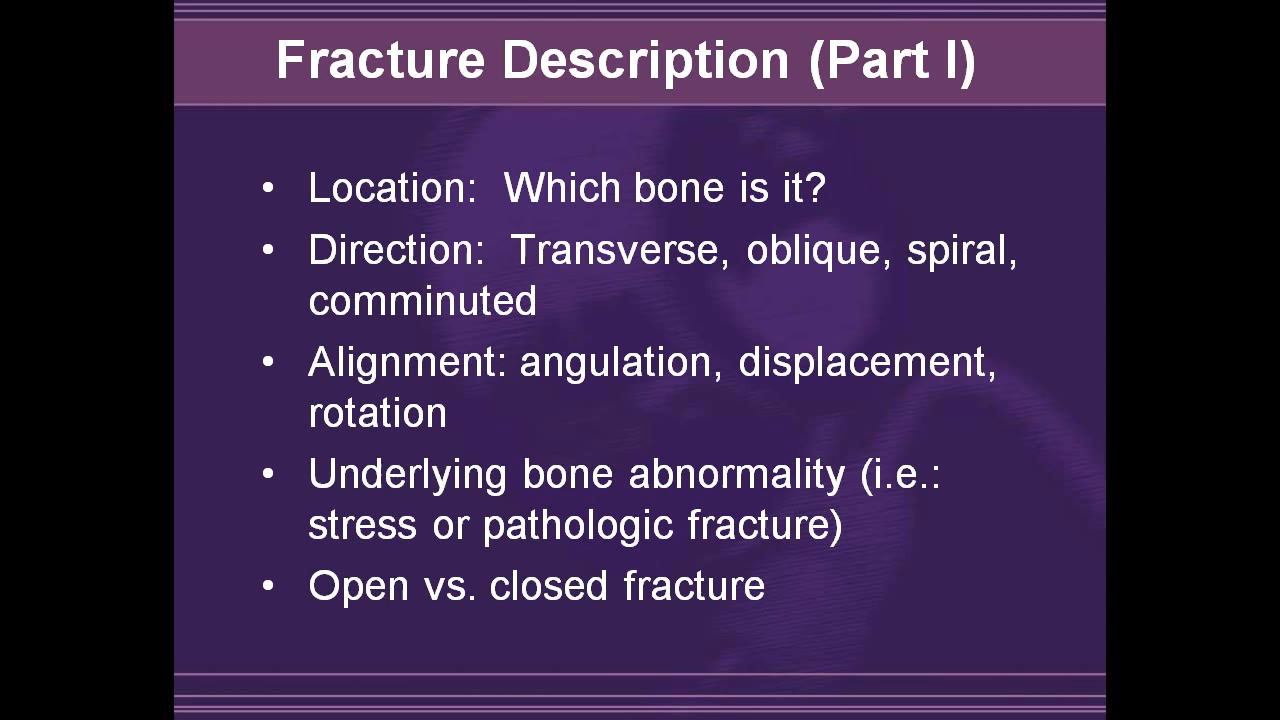 Fracture Description (Part I)
• Location:  Which bone is it?
• Direction:  Transverse, oblique, spiral,
comminuted
• Alignment: angulation, displacement,
rotation
• Underlying bone abnormality (i.e.:
stress or pathologic fracture)
• Open vs. closed fracture